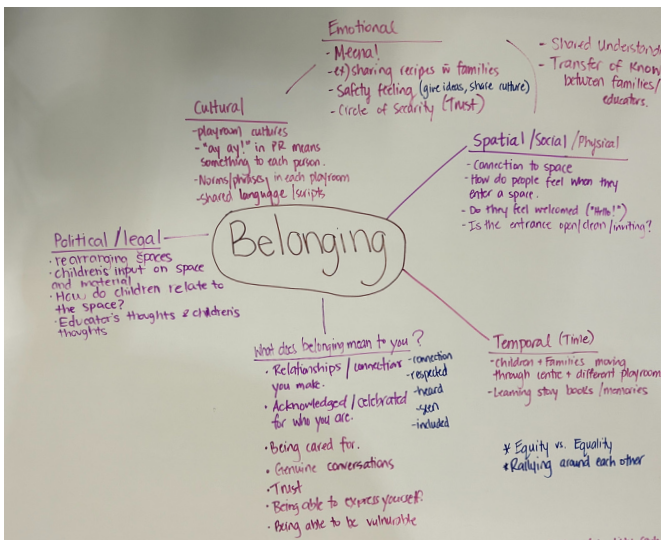 Emotional
- Meena!
- ex) sharing recipes w families
- Safety feeling (give ideas, share culture)
- Circle of Security (Trust)
- Shared Understand
- Transfer of Know
between families/
educators.
Cultural
- playroom cultures
- "ay ay!" in PR means
something to each person.
- Norms/phrases in each playroom
- shared language/scripts
Spatial/Social/Physical
- Connection to space
- How do people feel when they
enter a space.
- Do they feel welcomed ("Hello!")
- Is the entrance open/clean/inviting?
Belonging
Political/legal
· rearranging spaces
· children's input on space
and material
· How do children relate to
the space?
· Educator's thoughts & children's
thoughts
What does belonging mean to you?
· Relationships/connections
you make.
· Acknowledged/celebrated
for who you are.
· Being cared for.
· Genuine conversations
· Trust
· Being able to express yourself.
· Being able to be vulnerable
- connection
- respected
- heard
- seen
- included
Temporal (Time)
- Children + Families moving
through centre + different playroom
- Learning story books/memories
* Equity vs. Equality
* Rallying around each other